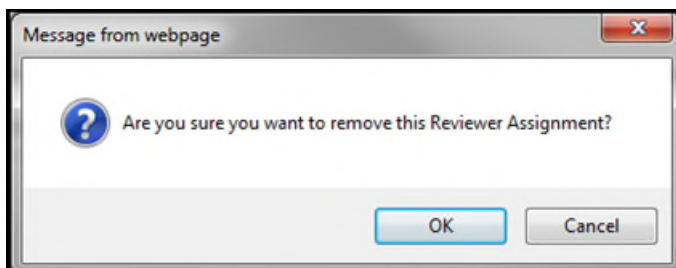 Message from webpage
Are you sure you want to remove this Reviewer Assignment?
OK
Cancel